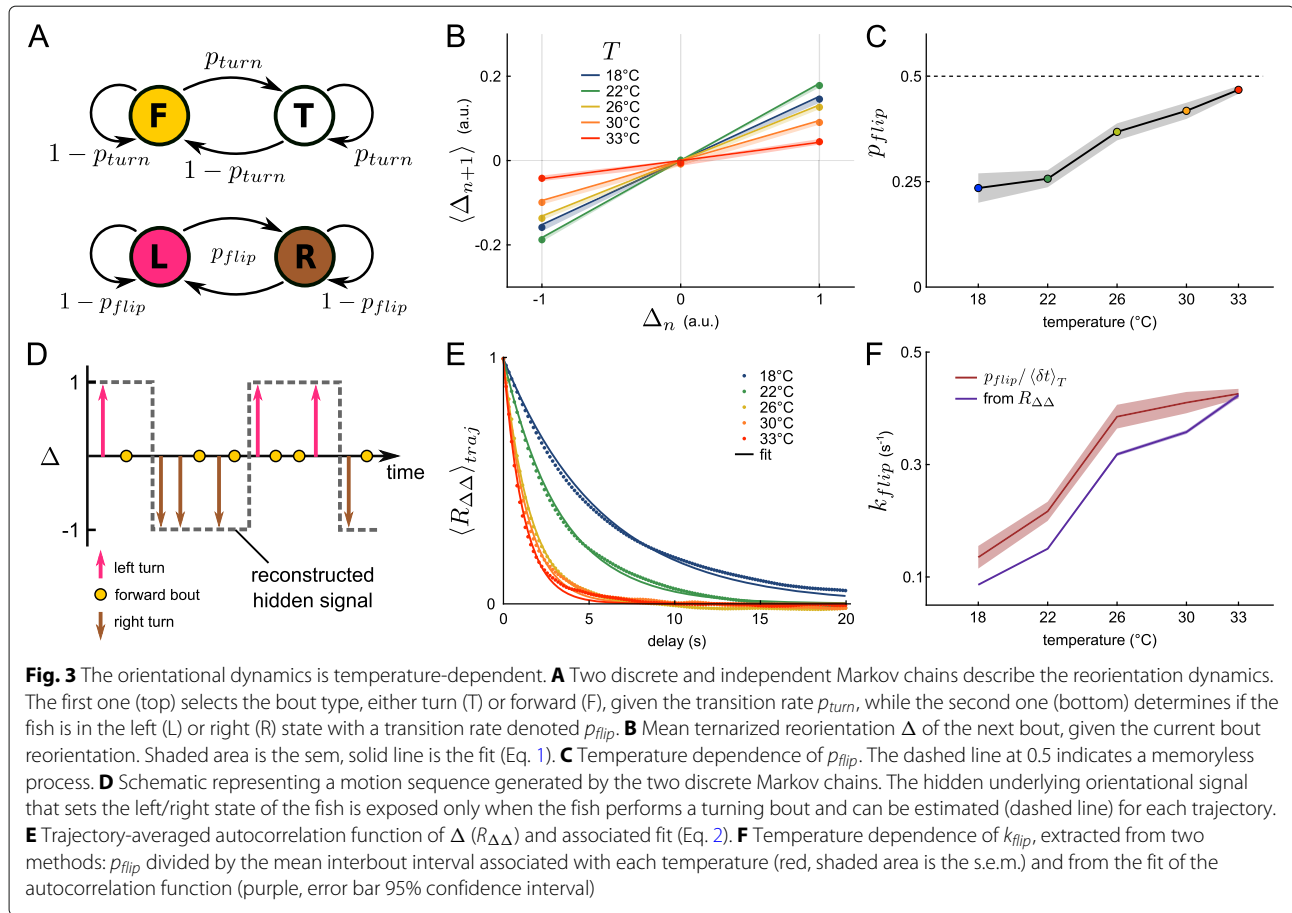 A
p_turn
F
T
1 − p_turn
1 − p_turn
p_turn
L
p_flip
R
1 − p_flip
1 − p_flip
B
T
18°C
22°C
26°C
30°C
33°C
0.2
0
-0.2
⟨Δ_{n+1}⟩ (a.u.)
-1
0
1
Δ_n (a.u.)
C
0.5
0.25
0
p_flip
18
22
26
30
33
temperature (°C)
D
1
Δ
-1
time
left turn
forward bout
right turn
reconstructed
hidden signal
E
1
0
⟨R_ΔΔ⟩_traj
18°C
22°C
26°C
30°C
33°C
fit
0
5
10
15
20
delay (s)
F
0.5
0.3
0.1
k_flip (s⁻¹)
p_flip/ ⟨δt⟩_T
from R_ΔΔ
18
22
26
30
33
temperature (°C)
Fig. 3 The orientational dynamics is temperature-dependent. A Two discrete and independent Markov chains describe the reorientation dynamics.
The first one (top) selects the bout type, either turn (T) or forward (F), given the transition rate p_turn, while the second one (bottom) determines if the
fish is in the left (L) or right (R) state with a transition rate denoted p_flip. B Mean ternarized reorientation Δ of the next bout, given the current bout
reorientation. Shaded area is the sem, solid line is the fit (Eq. 1). C Temperature dependence of p_flip. The dashed line at 0.5 indicates a memoryless
process. D Schematic representing a motion sequence generated by the two discrete Markov chains. The hidden underlying orientational signal
that sets the left/right state of the fish is exposed only when the fish performs a turning bout and can be estimated (dashed line) for each trajectory.
E Trajectory-averaged autocorrelation function of Δ (R_ΔΔ) and associated fit (Eq. 2). F Temperature dependence of k_flip, extracted from two
methods: p_flip divided by the mean interbout interval associated with each temperature (red, shaded area is the s.e.m.) and from the fit of the
autocorrelation function (purple, error bar 95% confidence interval)